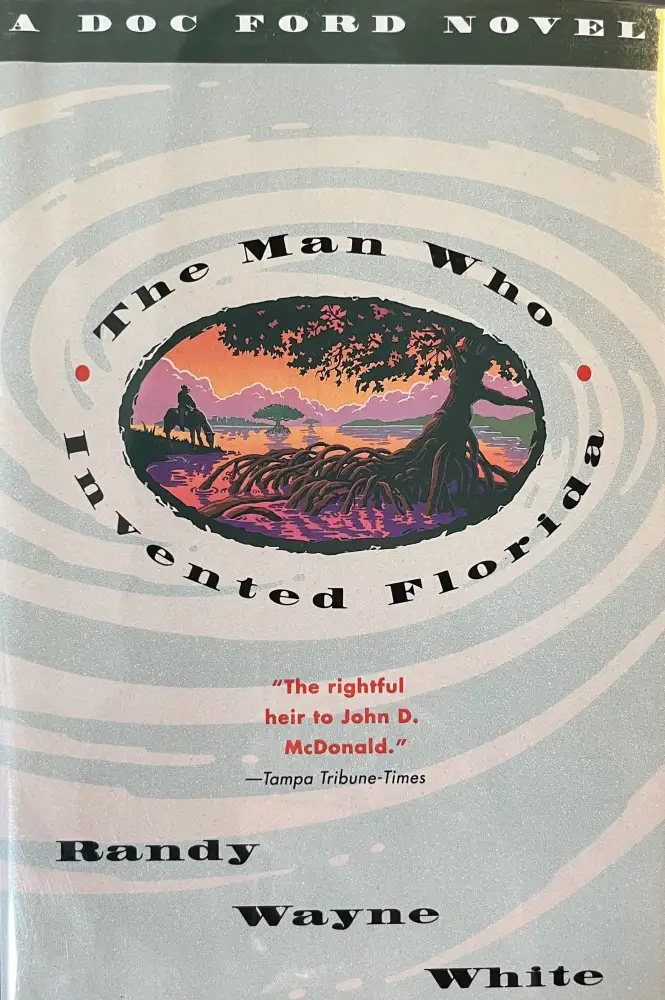 A DOC FORD NOVEL
The Man Who
Invented Florida
"The rightful
heir to John D.
McDonald."
—Tampa Tribune-Times
Randy
Wayne
White